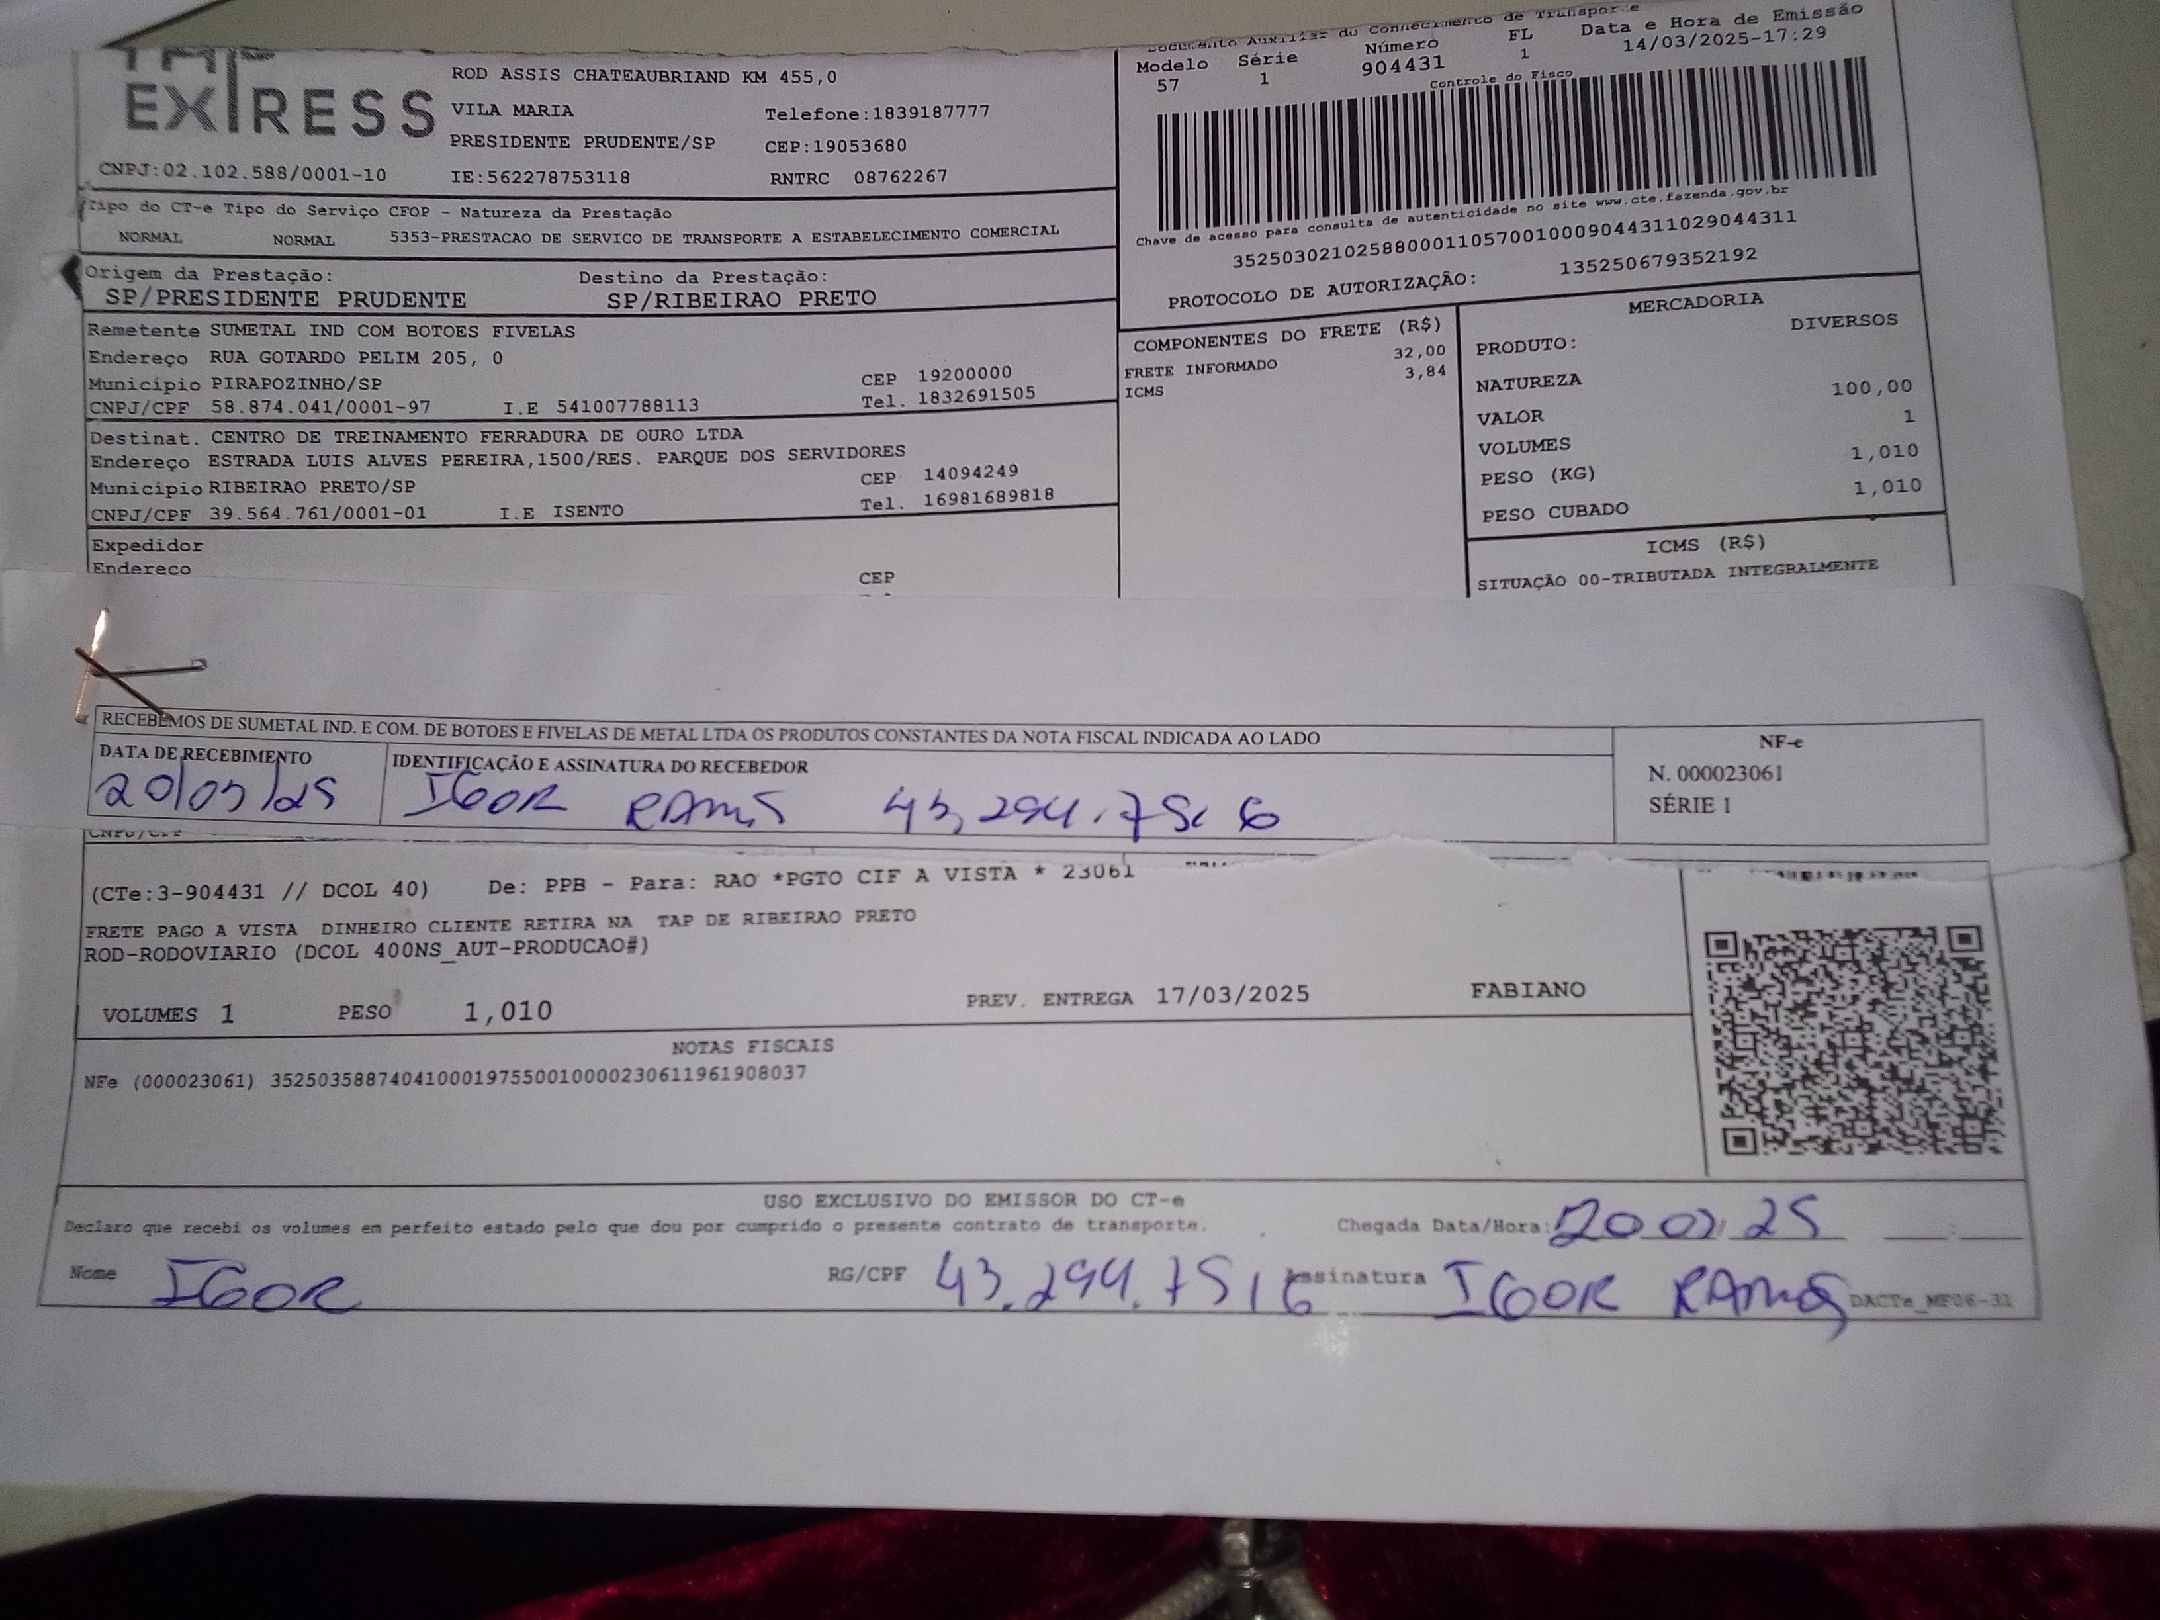 EXPRESS
ROD ASSIS CHATEAUBRIAND KM 455,0
VILA MARIA Telefone:1839187777
PRESIDENTE PRUDENTE/SP CEP:19053680
CNPJ:02.102.588/0001-10 IE:562278753118 RNTRC 08762267
Documento Auxiliar do Conhecimento de Transporte
Modelo Série Número FL Data e Hora de Emissão
57 1 904431 1 14/03/2025-17:29
Controle do Fisco
Chave de acesso para consulta de autenticidade no site www.cte.fazenda.gov.br
35250302102588000110570010009044311029044311
PROTOCOLO DE AUTORIZAÇÃO: 135250679352192
Tipo do CT-e Tipo do Serviço CFOP - Natureza da Prestação
NORMAL NORMAL 5353-PRESTACAO DE SERVICO DE TRANSPORTE A ESTABELECIMENTO COMERCIAL
Origem da Prestação: Destino da Prestação:
SP/PRESIDENTE PRUDENTE SP/RIBEIRAO PRETO
Remetente SUMETAL IND COM BOTOES FIVELAS
Endereço RUA GOTARDO PELIM 205, 0
Município PIRAPOZINHO/SP CEP 19200000
CNPJ/CPF 58.874.041/0001-97 I.E 541007788113 Tel. 1832691505
Destinat. CENTRO DE TREINAMENTO FERRADURA DE OURO LTDA
Endereço ESTRADA LUIS ALVES PEREIRA,1500/RES. PARQUE DOS SERVIDORES
Município RIBEIRAO PRETO/SP CEP 14094249
CNPJ/CPF 39.564.761/0001-01 I.E ISENTO Tel. 16981689818
Expedidor
Endereco
CEP
COMPONENTES DO FRETE (R$)
FRETE INFORMADO 32,00
ICMS 3,84
MERCADORIA
PRODUTO: DIVERSOS
NATUREZA
VALOR 100,00
VOLUMES 1
PESO (KG) 1,010
PESO CUBADO 1,010
ICMS (R$)
SITUAÇÃO 00-TRIBUTADA INTEGRALMENTE
RECEBEMOS DE SUMETAL IND. E COM. DE BOTOES E FIVELAS DE METAL LTDA OS PRODUTOS CONSTANTES DA NOTA FISCAL INDICADA AO LADO
DATA DE RECEBIMENTO IDENTIFICAÇÃO E ASSINATURA DO RECEBEDOR
20/03/25 IGOR RAMOS
NF-e
N. 000023061
SÉRIE 1
CNPJ/CPF
(CTe:3-904431 // DCOL 40) De: PPB - Para: RAO *PGTO CIF A VISTA * 23061
FRETE PAGO A VISTA DINHEIRO CLIENTE RETIRA NA TAP DE RIBEIRAO PRETO
ROD-RODOVIARIO (DCOL 400NS_AUT-PRODUCAO#)
VOLUMES 1 PESO 1,010 PREV. ENTREGA 17/03/2025 FABIANO
NOTAS FISCAIS
NFe (000023061) 35250358874041000197550010000230611961908037
USO EXCLUSIVO DO EMISSOR DO CT-e
Declaro que recebi os volumes em perfeito estado pelo que dou por cumprido o presente contrato de transporte. Chegada Data/Hora: 20 03 25
Nome IGOR RG/CPF 43.294.7516 Assinatura IGOR RAMOS DACTe_MF06-31